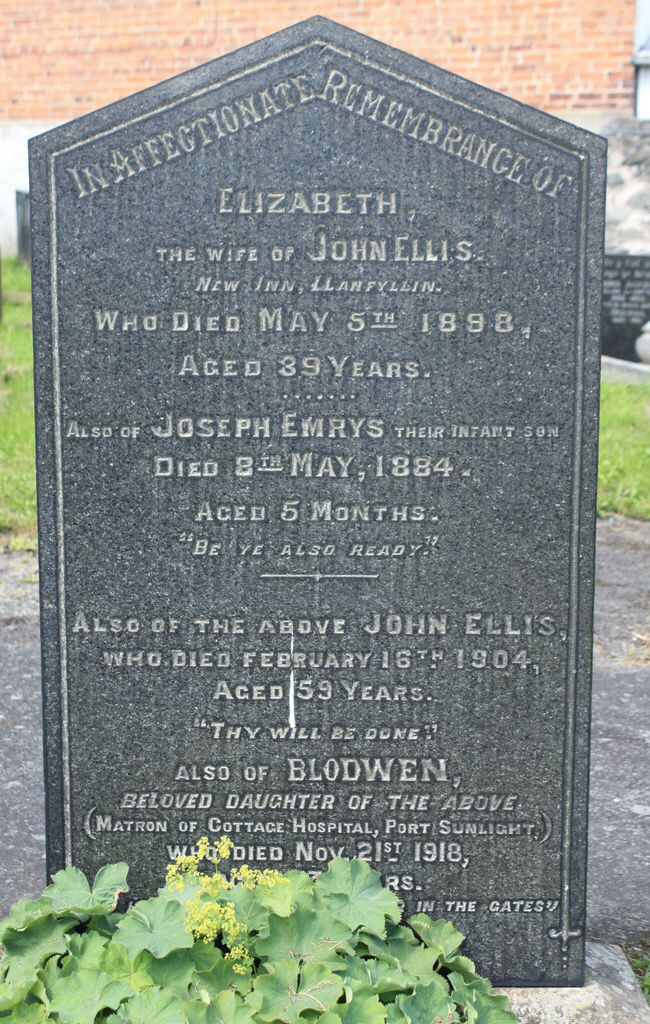 IN AFFECTIONATE REMEMBRANCE OF
ELIZABETH,
THE WIFE OF JOHN ELLIS.
NEW INN, LLANFYLLIN.
WHO DIED MAY 5TH 1898,
AGED 39 YEARS.
ALSO OF JOSEPH EMRYS THEIR INFANT SON
DIED 8TH MAY, 1884.
AGED 5 MONTHS.
"BE YE ALSO READY."
ALSO OF THE ABOVE JOHN ELLIS,
WHO DIED FEBRUARY 16TH 1904,
AGED 59 YEARS.
"THY WILL BE DONE."
ALSO OF BLODWEN,
BELOVED DAUGHTER OF THE ABOVE
(MATRON OF COTTAGE HOSPITAL, PORT SUNLIGHT,)
WHO DIED NOV. 21ST 1918,
RS.
IN THE GATES"